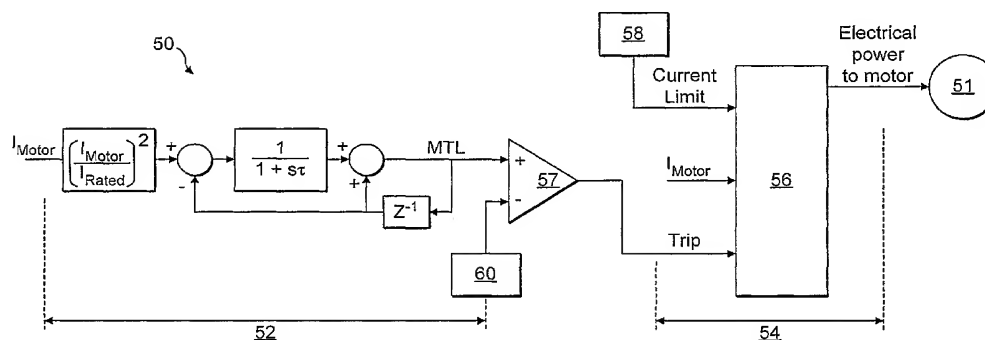 50
I_Motor
(I_Motor / I_Rated)^2
+
-
1 / (1 + sτ)
+
+
MTL
Z^-1
+
-
57
60
52
58
Current
Limit
I_Motor
Trip
56
Electrical
power
to motor
51
54